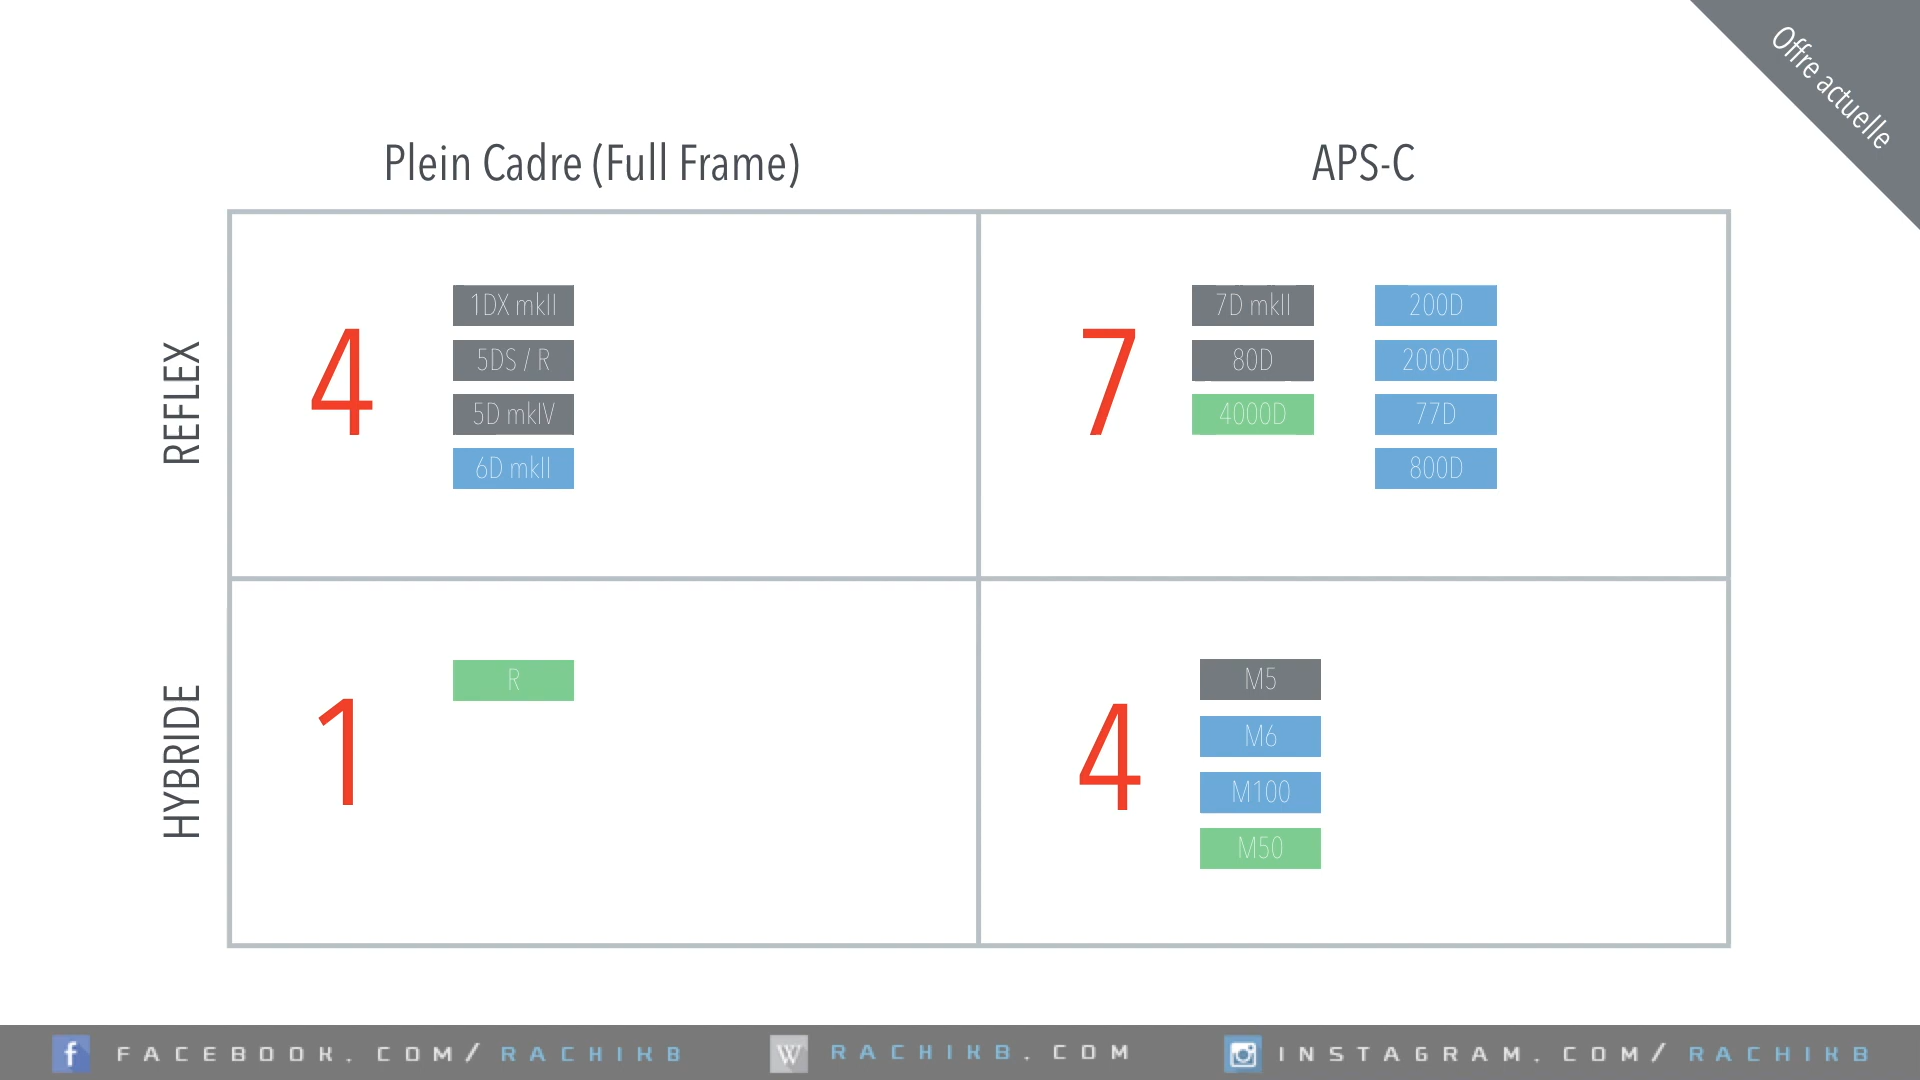 Offre actuelle
Plein Cadre (Full Frame)
APS-C
REFLEX
4
1DX mkII
5DS / R
5D mkIV
6D mkII
7
7D mkII
80D
4000D
200D
2000D
77D
800D
HYBRIDE
1
R
4
M5
M6
M100
M50
f FACEBOOK.COM/RACHIKB
W RACHIKB.COM
INSTAGRAM.COM/RACHIKB